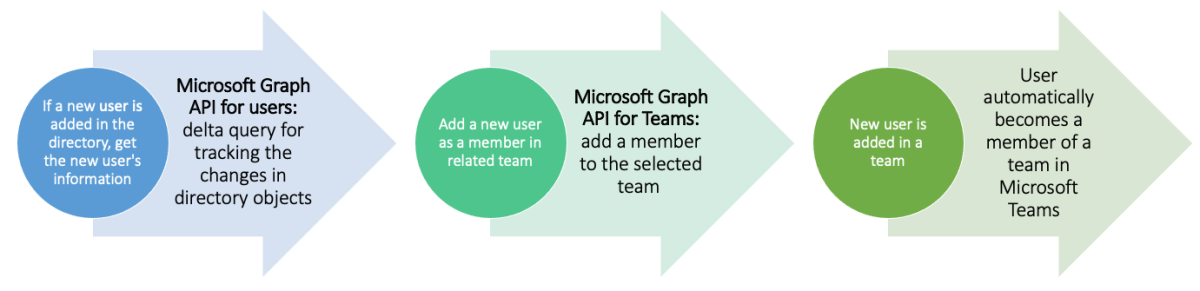 If a new user is
added in the
directory, get
the new user's
information
Microsoft Graph
API for users:
delta query for
tracking the
changes in
directory objects
Add a new user
as a member in
related team
Microsoft Graph
API for Teams:
add a member
to the selected
team
New user is
added in a
team
User
automatically
becomes a
member of a
team in
Microsoft
Teams